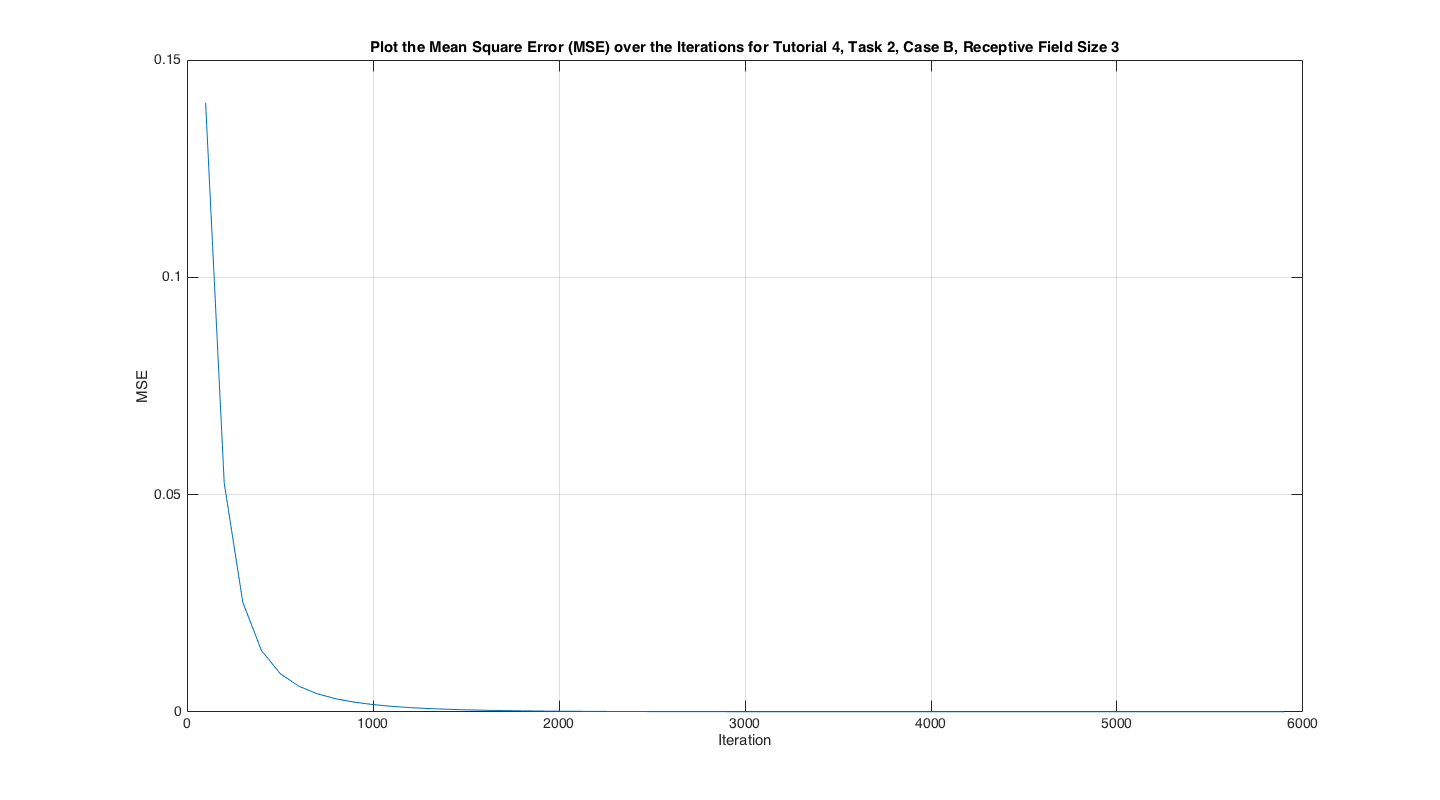 Plot the Mean Square Error (MSE) over the Iterations for Tutorial 4, Task 2, Case B, Receptive Field Size 3
0.15
0.1
0.05
0
MSE
0 1000 2000 3000 4000 5000 6000
Iteration